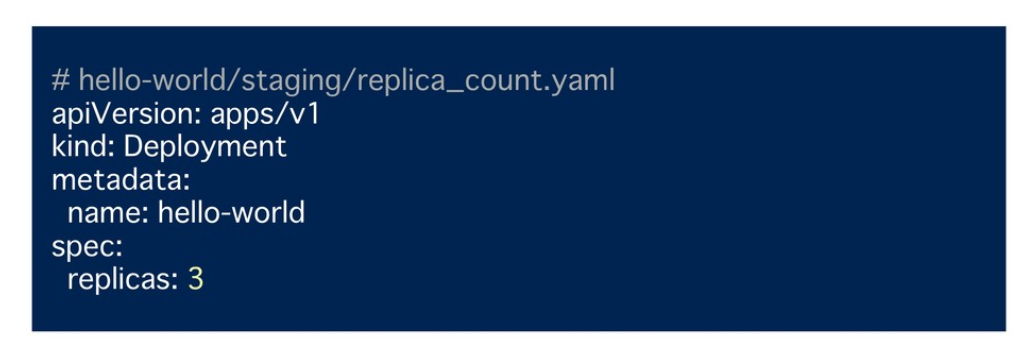 # hello-world/staging/replica_count.yaml
apiVersion: apps/v1
kind: Deployment
metadata:
  name: hello-world
spec:
  replicas: 3